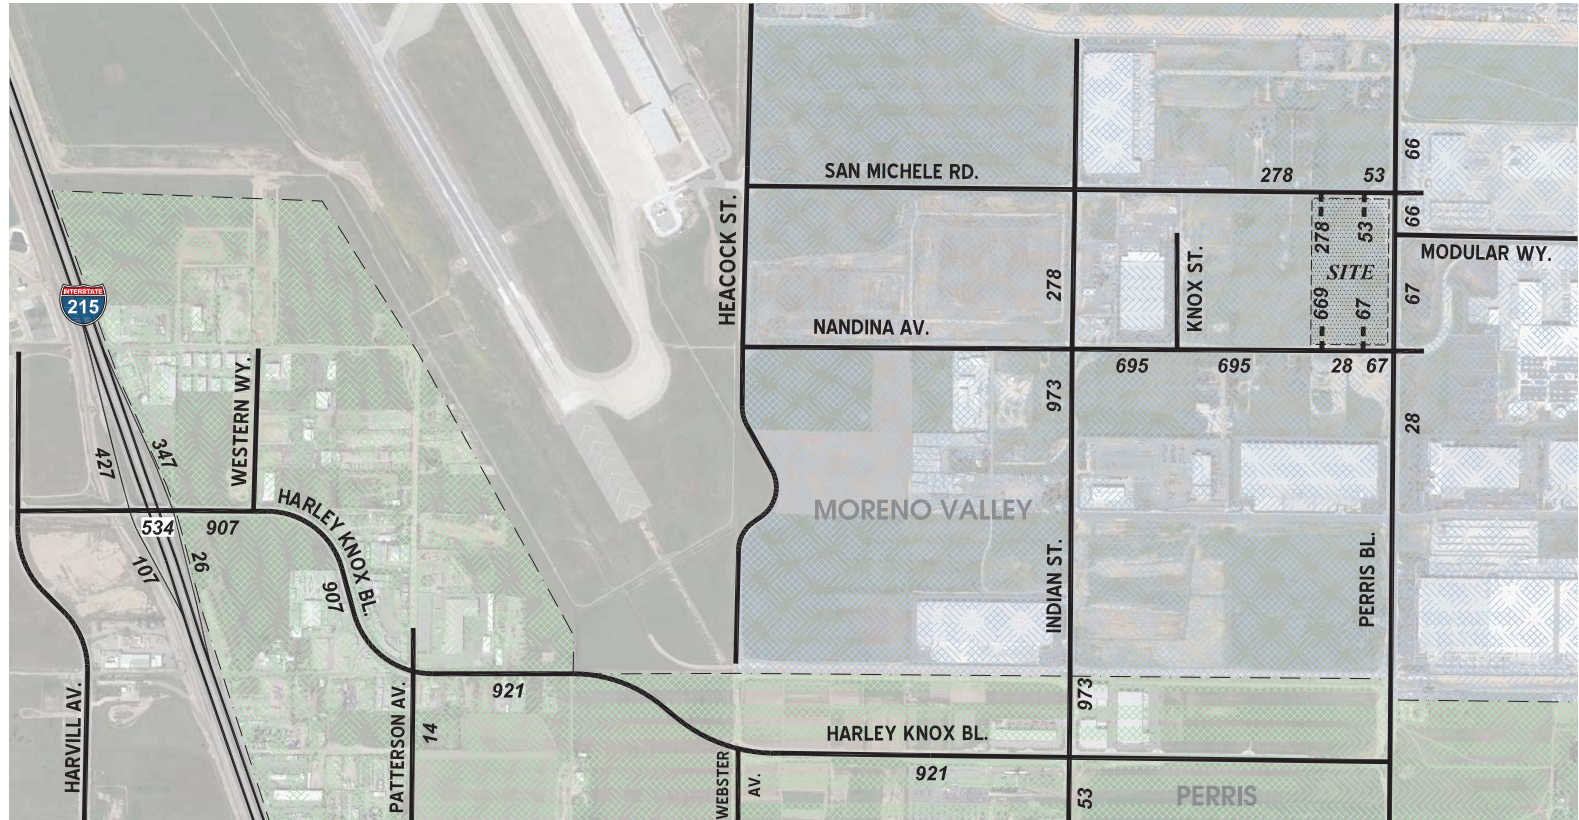 SAN MICHELE RD.
278
53
66
66
HEACOCK ST.
278
53
MODULAR WY.
KNOX ST.
SITE
INTERSTATE
215
278
669
67
67
NANDINA AV.
695
695
28
67
WESTERN WY.
973
28
427
347
HARLEY KNOX BL.
MORENO VALLEY
534
907
107
26
907
INDIAN ST.
PERRIS BL.
HARVILL AV.
PATTERSON AV.
921
14
973
HARLEY KNOX BL.
WEBSTER
AV.
921
53
PERRIS